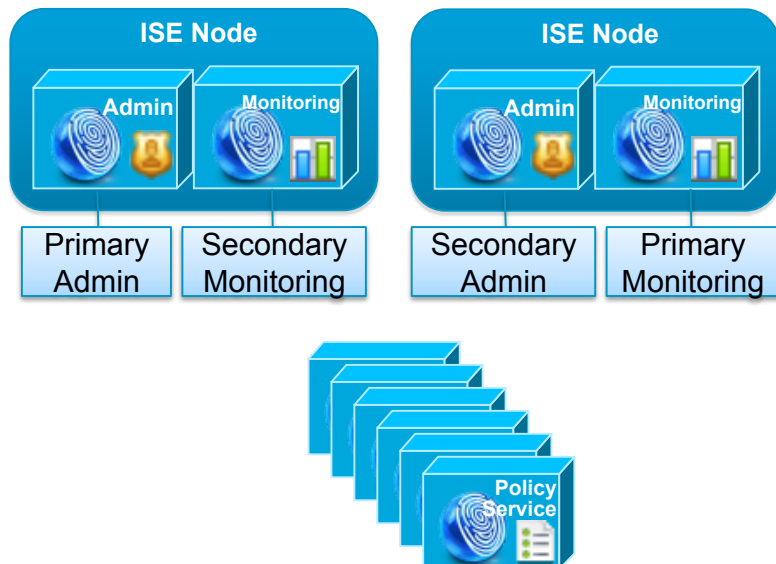 ISE Node
Admin
Monitoring
Primary
Admin
Secondary
Monitoring
ISE Node
Admin
Monitoring
Secondary
Admin
Primary
Monitoring
Policy
Service